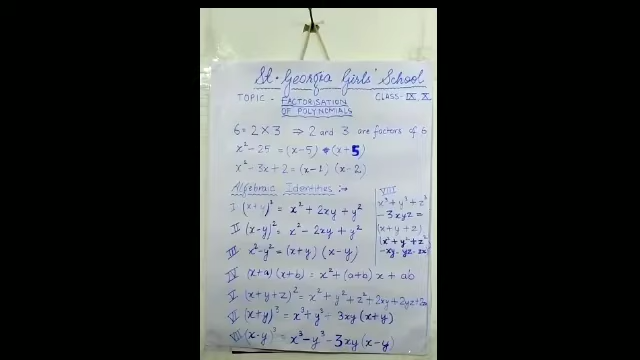 St. Georgia Girls' School
TOPIC - FACTORISATION OF POLYNOMIALS
CLASS- IX, X
6 = 2 × 3 ⇒ 2 and 3 are factors of 6
x² - 25 = (x-5) (x+5)
x² - 3x + 2 = (x-1) (x-2)
Algebraic Identities :-
I (x+y)² = x² + 2xy + y²
II (x-y)² = x² - 2xy + y²
III x²-y² = (x+y) (x-y)
IV (x+a) (x+b) = x² + (a+b) x + ab
V (x+y+z)² = x² + y² + z² + 2xy + 2yz + 2zx
VI (x+y)³ = x³ + y³ + 3xy (x+y)
VII (x-y)³ = x³ - y³ - 3xy (x-y)
VIII
x³ + y³ + z³
- 3xyz =
(x+y+z)
(x² + y² + z²
-xy - yz - zx)